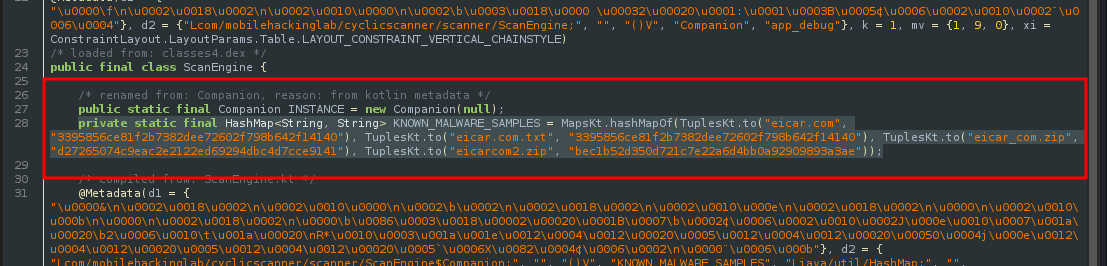 "\u0000\f\n\u0002\u0018\u0002\n\u0002\u0010\u0000\n\u0002\b\u0003\u0018\u0000 \u00032\u00020\u0001:\u0001\u0003B\u0005¢\u0006\u0002\u0010\u0002¨\u0
006\u0004"}, d2 = {"Lcom/mobilehackinglab/cyclicscanner/scanner/ScanEngine;", "", "()V", "Companion", "app_debug"}, k = 1, mv = {1, 9, 0}, xi =
ConstraintLayout.LayoutParams.Table.LAYOUT_CONSTRAINT_VERTICAL_CHAINSTYLE)
23 /* loaded from: classes4.dex */
24 public final class ScanEngine {
25
26 /* renamed from: Companion, reason: from kotlin metadata */
27 public static final Companion INSTANCE = new Companion(null);
28 private static final HashMap<String, String> KNOWN_MALWARE_SAMPLES = MapsKt.hashMapOf(TuplesKt.to("eicar.com",
"3395856ce81f2b7382dee72602f798b642f14140"), TuplesKt.to("eicar.com.txt", "3395856ce81f2b7382dee72602f798b642f14140"), TuplesKt.to("eicar_com.zip",
"d27265074c9eac2e2122ed69294dbc4d7cce9141"), TuplesKt.to("eicarcom2.zip", "bec1b52d350d721c7e22a6d4bb0a92909893a3ae"));
29
30 /* compiled from: ScanEngine.kt */
31 @Metadata(d1 = {
"\u0000&\n\u0002\u0018\u0002\n\u0002\u0010\u0000\n\u0002\b\u0002\n\u0002\u0018\u0002\n\u0002\u0010\u000e\n\u0002\u0018\u0002\n\u0000\n\u0002\u0010\
u000b\n\u0000\n\u0002\u0018\u0002\n\u0000\b\u0086\u0003\u0018\u00002\u00020\u0001B\u0007\b\u0002¢\u0006\u0002\u0010\u0002J\u000e\u0010\u0007\u001a
\u00020\b2\u0006\u0010\t\u001a\u00020\nR*\u0010\u0003\u001a\u001e\u0012\u0004\u0012\u00020\u0005\u0012\u0004\u0012\u00020\u00050\u0004j\u000e\u0012
\u0004\u0012\u00020\u0005\u0012\u0004\u0012\u00020\u0005`\u0006X\u0082\u0004¢\u0006\u0002\n\u0000¨\u0006\u000b"}, d2 = {
"Lcom/mobilehackinglab/cyclicscanner/scanner/ScanEngine$Companion;", "", "()V", "KNOWN_MALWARE_SAMPLES", "Ljava/util/HashMap;", "",